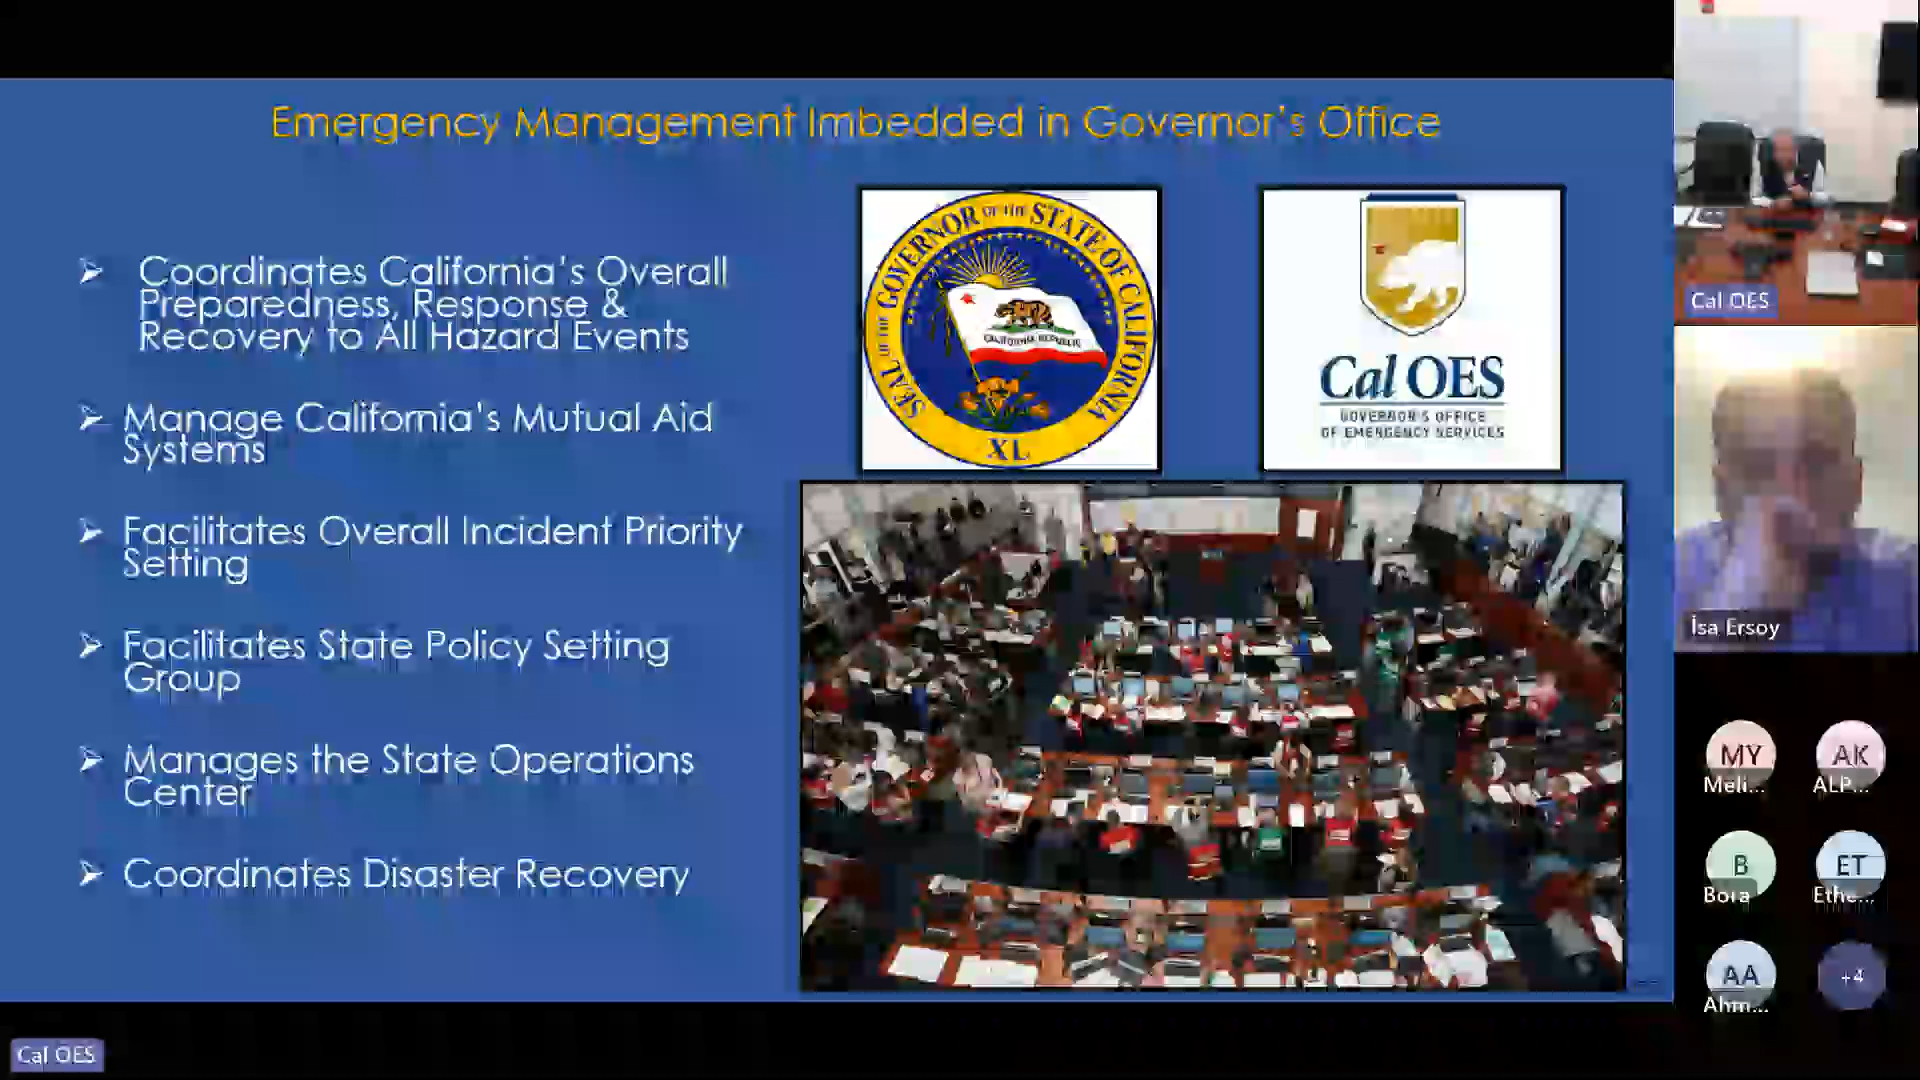 Emergency Management Imbedded in Governor's Office
➢ Coordinates California's Overall
Preparedness, Response &
Recovery to All Hazard Events
➢ Manage California's Mutual Aid
Systems
➢ Facilitates Overall Incident Priority
Setting
➢ Facilitates State Policy Setting
Group
➢ Manages the State Operations
Center
➢ Coordinates Disaster Recovery
SEAL OF THE GOVERNOR OF THE STATE OF CALIFORNIA
CALIFORNIA REPUBLIC
XL
Cal OES
GOVERNOR'S OFFICE
OF EMERGENCY SERVICES
Cal OES
İsa Ersoy
MY
Meli...
AK
ALP...
B
Bora
ET
Ethe...
AA
Ahm...
+4
Cal OES